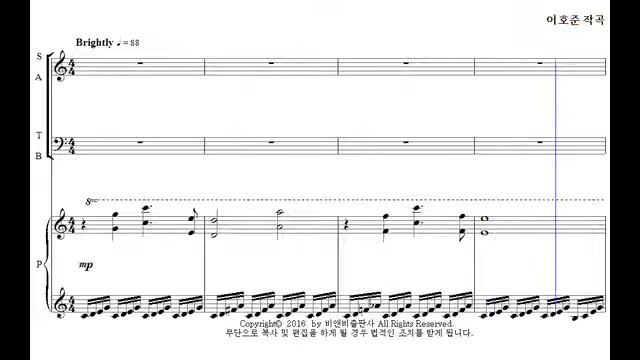 이호준 작곡
Brightly ♩= 88
S
A
T
B
8va
P
mp
Copyright© 2016 by 비앤비출판사 All Rights Reserved.
무단으로 복사 및 편집을 하게 될 경우 법적인 조치를 받게 됩니다.